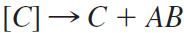 [C] → C + AB